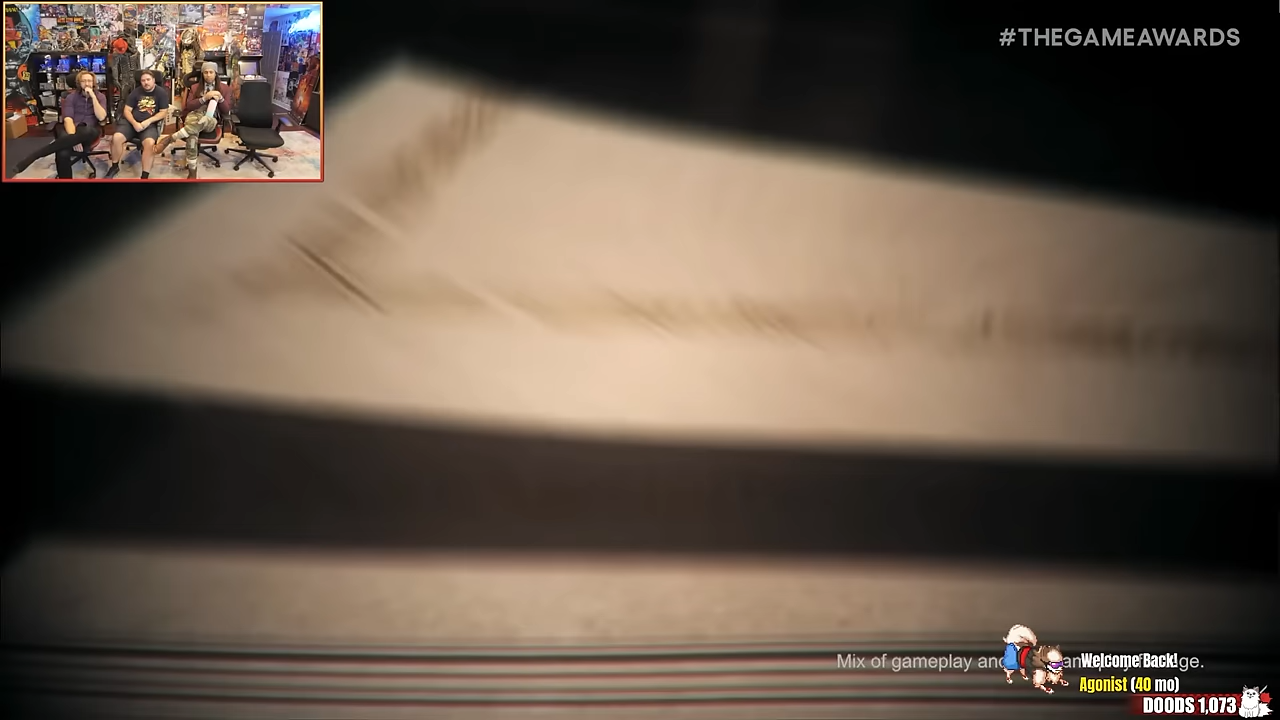 #THEGAMEAWARDS
Mix of gameplay and
Welcome Back!
Agonist (40 mo)
DOODS 1,073